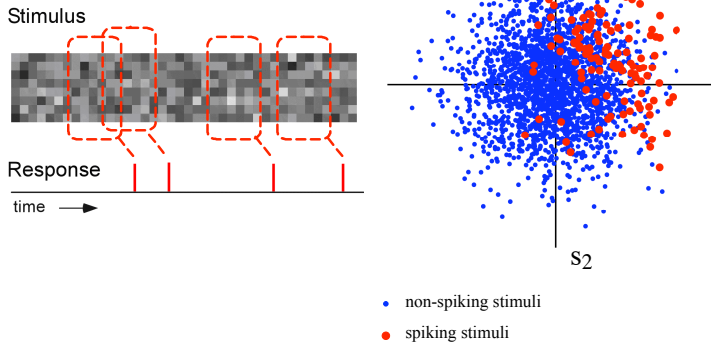 Stimulus
Response
time
s2
non-spiking stimuli
spiking stimuli